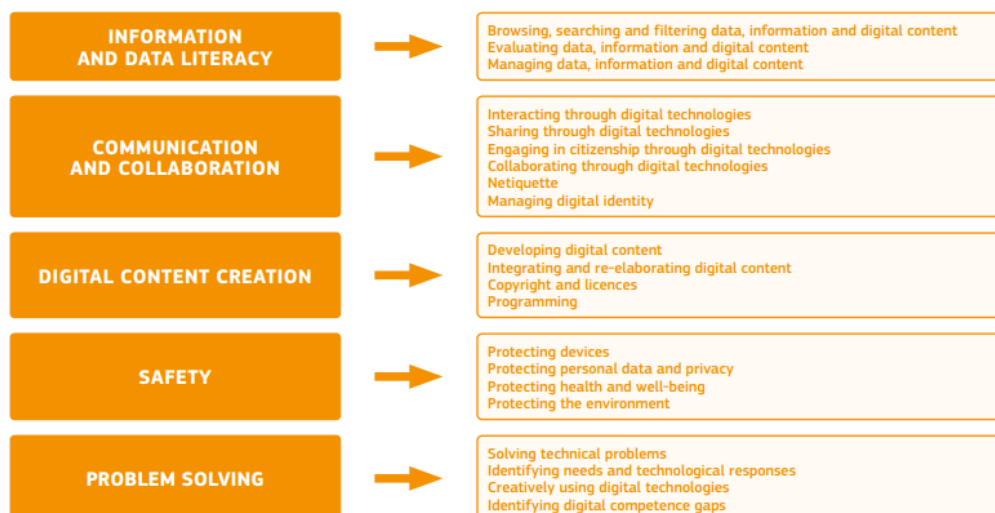 INFORMATION
AND DATA LITERACY
Browsing, searching and filtering data, information and digital content
Evaluating data, information and digital content
Managing data, information and digital content
COMMUNICATION
AND COLLABORATION
Interacting through digital technologies
Sharing through digital technologies
Engaging in citizenship through digital technologies
Collaborating through digital technologies
Netiquette
Managing digital identity
DIGITAL CONTENT CREATION
Developing digital content
Integrating and re-elaborating digital content
Copyright and licences
Programming
SAFETY
Protecting devices
Protecting personal data and privacy
Protecting health and well-being
Protecting the environment
PROBLEM SOLVING
Solving technical problems
Identifying needs and technological responses
Creatively using digital technologies
Identifying digital competence gaps